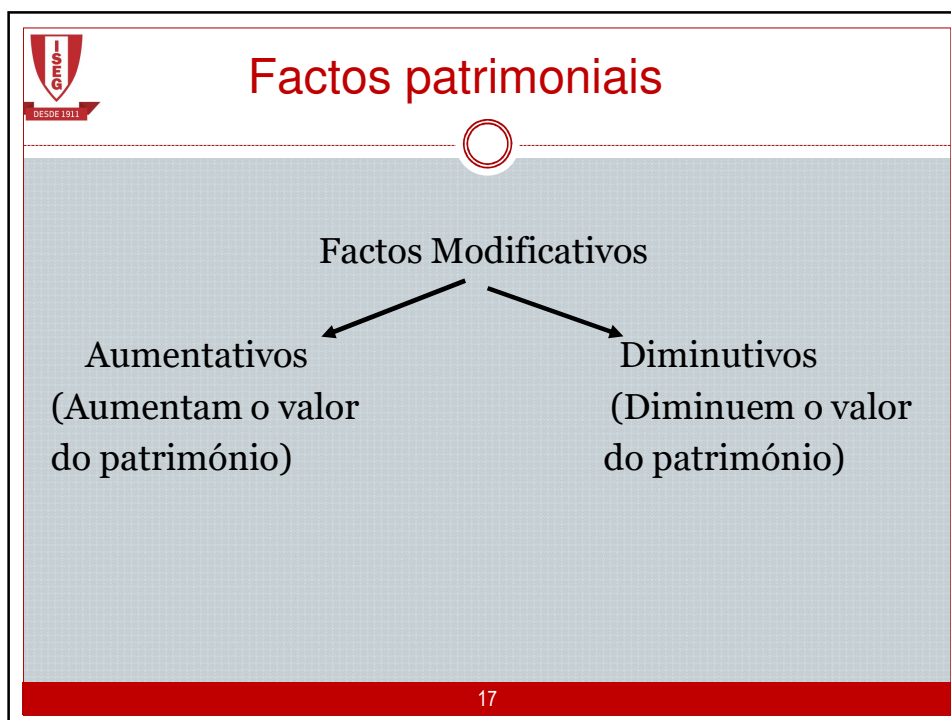 ISEG
DESDE 1911
Factos patrimoniais
Factos Modificativos
Aumentativos
(Aumentam o valor
do património)
Diminutivos
(Diminuem o valor
do património)
17